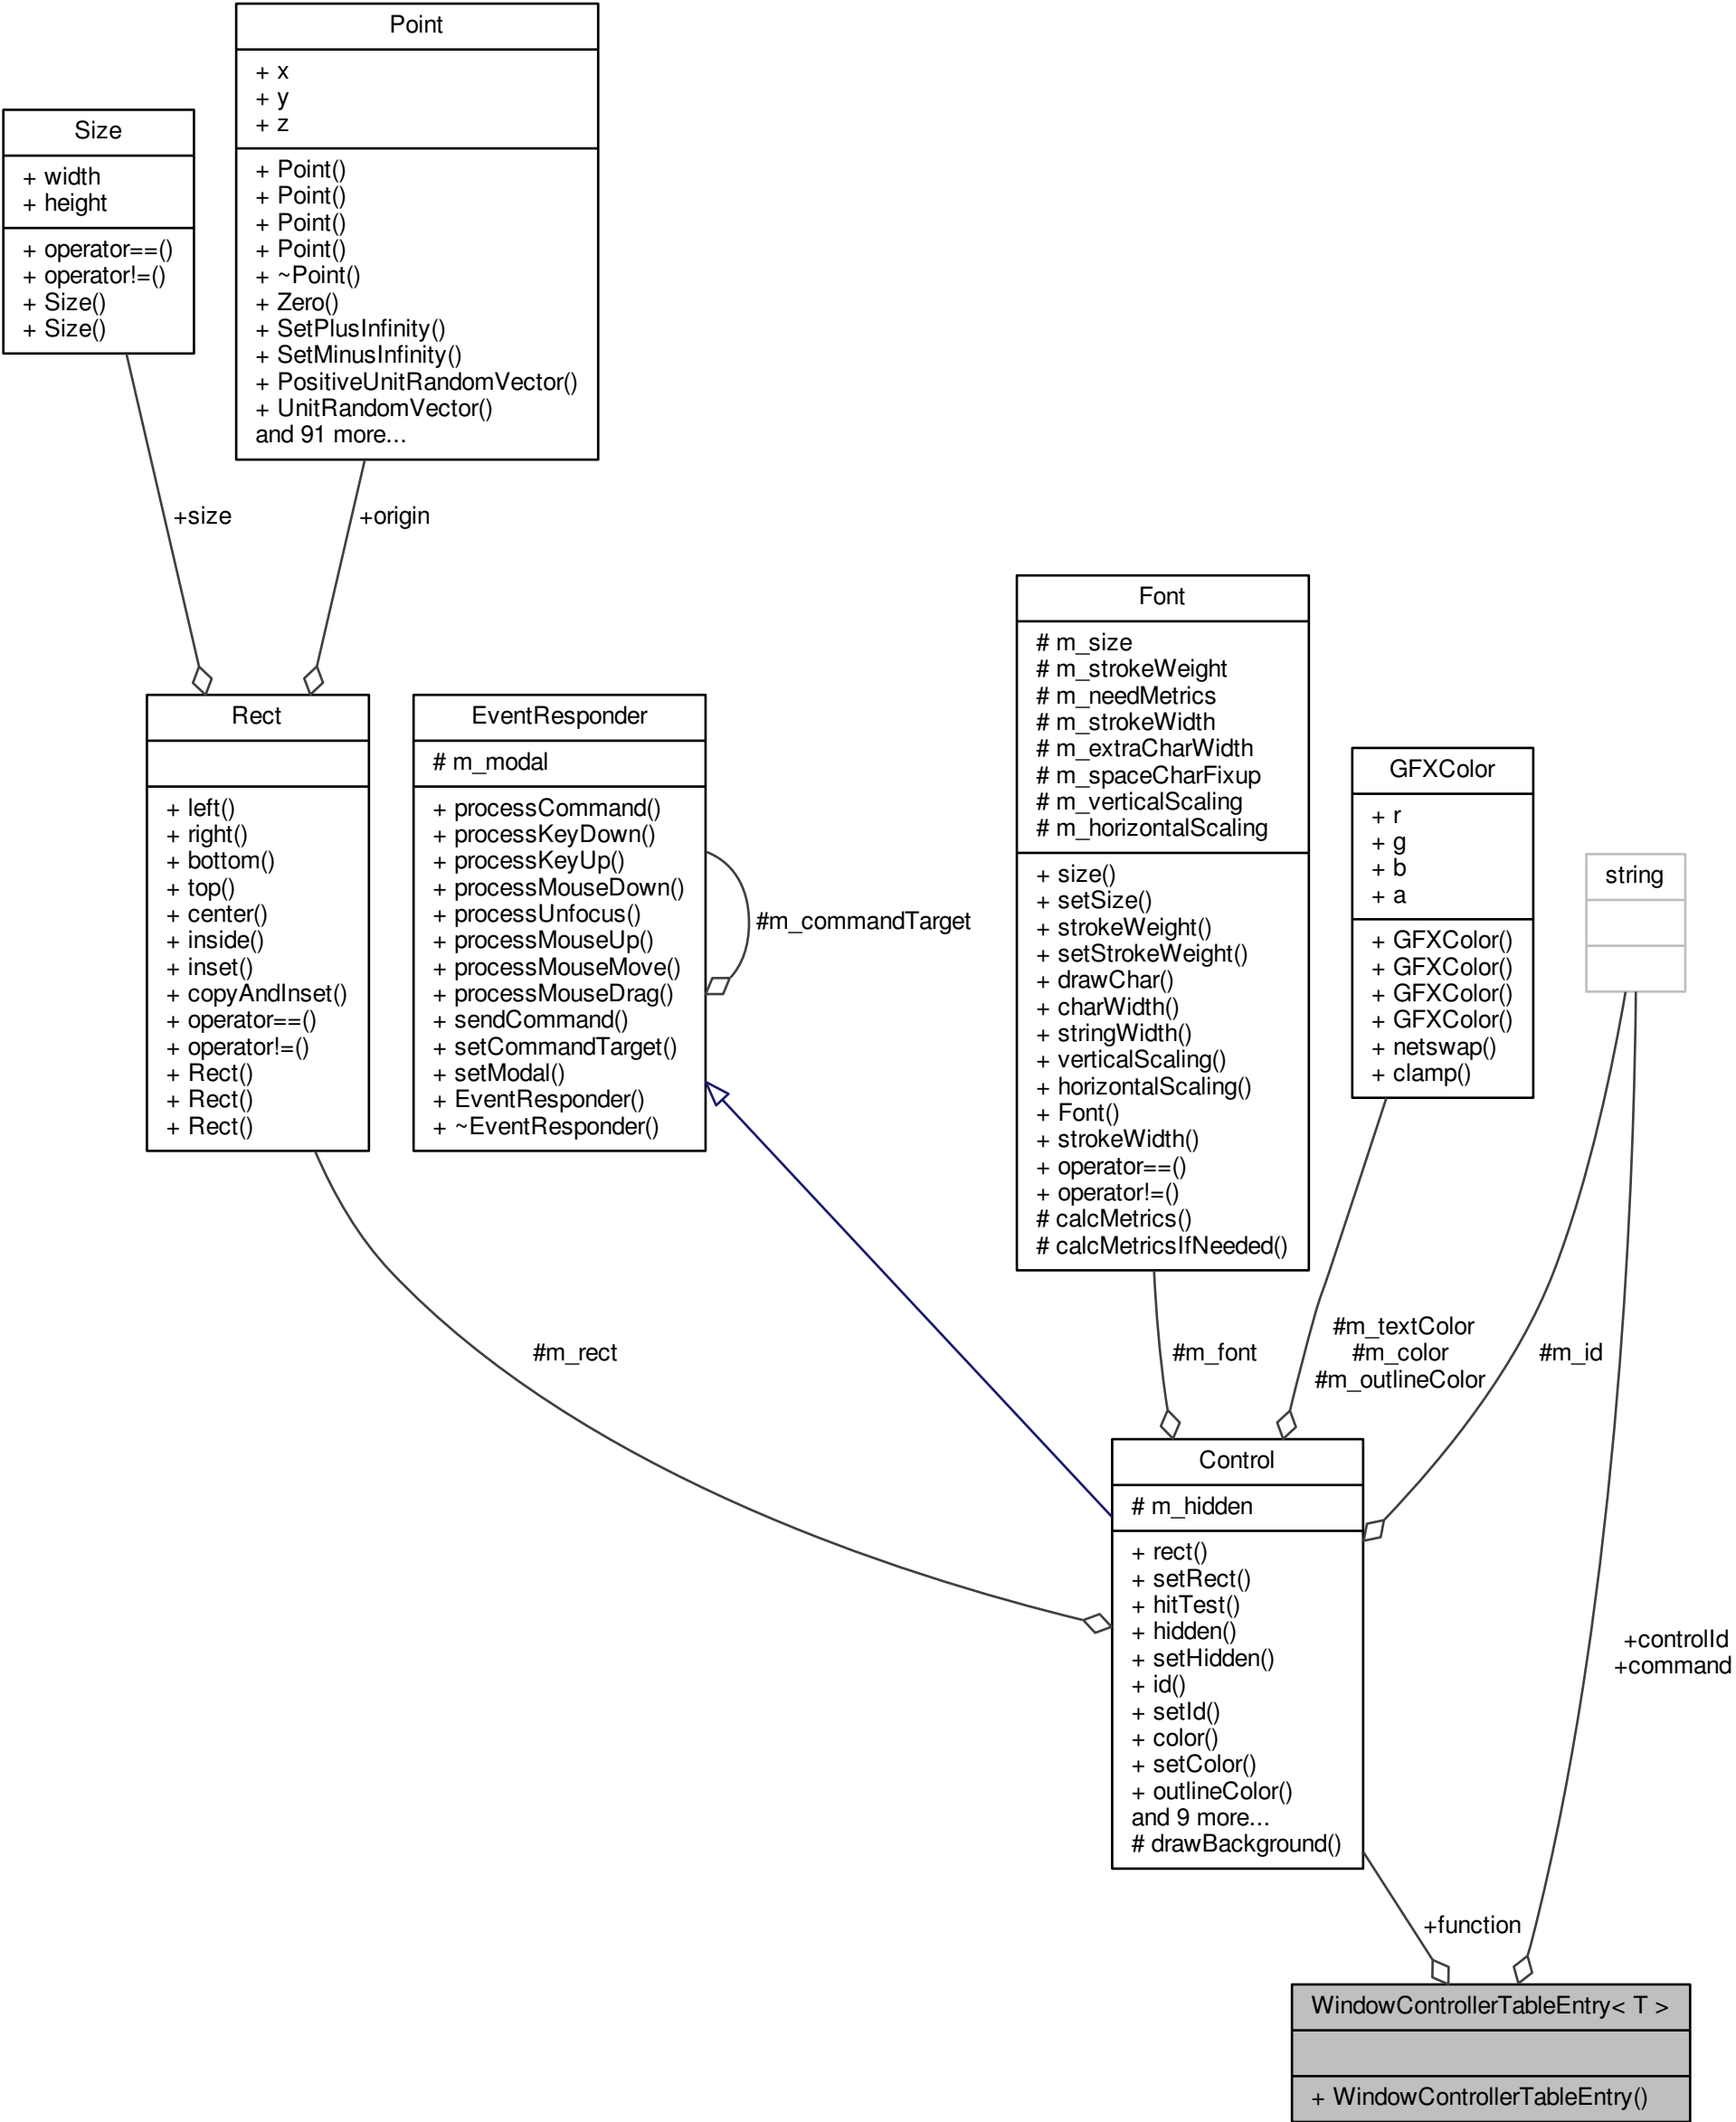 Point
+ x
+ y
+ z
+ Point()
+ Point()
+ Point()
+ Point()
+ ~Point()
+ Zero()
+ SetPlusInfinity()
+ SetMinusInfinity()
+ PositiveUnitRandomVector()
+ UnitRandomVector()
and 91 more...
Size
+ width
+ height
+ operator==()
+ operator!=()
+ Size()
+ Size()
+size
+origin
Rect
+ left()
+ right()
+ bottom()
+ top()
+ center()
+ inside()
+ inset()
+ copyAndInset()
+ operator==()
+ operator!=()
+ Rect()
+ Rect()
+ Rect()
EventResponder
# m_modal
+ processCommand()
+ processKeyDown()
+ processKeyUp()
+ processMouseDown()
+ processUnfocus()
+ processMouseUp()
+ processMouseMove()
+ processMouseDrag()
+ sendCommand()
+ setCommandTarget()
+ setModal()
+ EventResponder()
+ ~EventResponder()
#m_commandTarget
Font
# m_size
# m_strokeWeight
# m_needMetrics
# m_strokeWidth
# m_extraCharWidth
# m_spaceCharFixup
# m_verticalScaling
# m_horizontalScaling
+ size()
+ setSize()
+ strokeWeight()
+ setStrokeWeight()
+ drawChar()
+ charWidth()
+ stringWidth()
+ verticalScaling()
+ horizontalScaling()
+ Font()
+ strokeWidth()
+ operator==()
+ operator!=()
# calcMetrics()
# calcMetricsIfNeeded()
GFXColor
+ r
+ g
+ b
+ a
+ GFXColor()
+ GFXColor()
+ GFXColor()
+ GFXColor()
+ netswap()
+ clamp()
string
#m_rect
#m_font
#m_textColor
#m_color
#m_outlineColor
#m_id
Control
# m_hidden
+ rect()
+ setRect()
+ hitTest()
+ hidden()
+ setHidden()
+ id()
+ setId()
+ color()
+ setColor()
+ outlineColor()
and 9 more...
# drawBackground()
+controlId
+command
+function
WindowControllerTableEntry< T >
+ WindowControllerTableEntry()